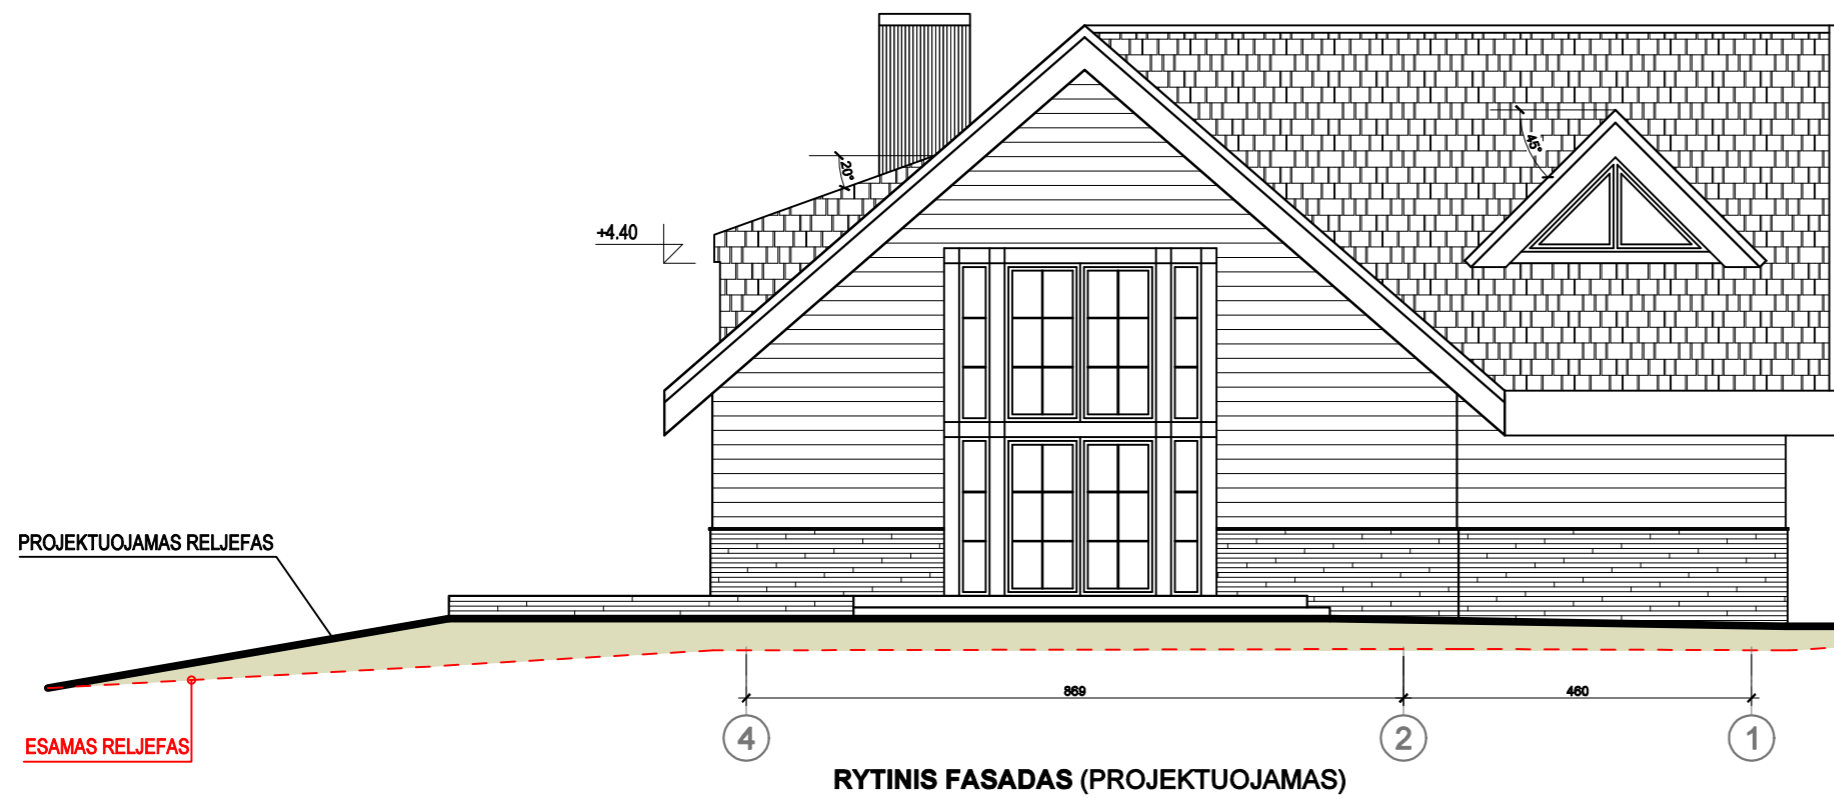 45°
20°
+4.40
PROJEKTUOJAMAS RELJEFAS
869
460
4
2
1
ESAMAS RELJEFAS
RYTINIS FASADAS (PROJEKTUOJAMAS)